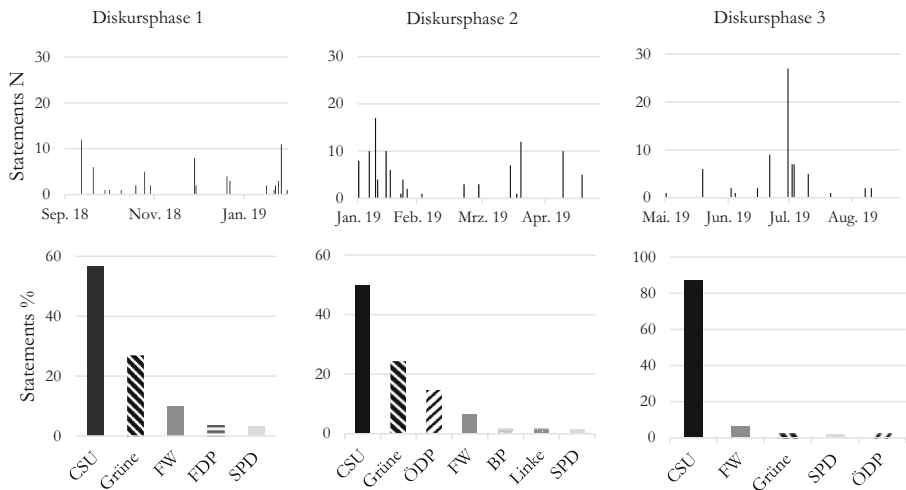 Diskursphase 1
Diskursphase 2
Diskursphase 3
Statements N
30
20
10
0
Sep. 18
Nov. 18
Jan. 19
30
20
10
0
Jan. 19
Feb. 19
Mrz. 19
Apr. 19
30
20
10
0
Mai. 19
Jun. 19
Jul. 19
Aug. 19
Statements %
60
40
20
0
CSU
Grüne
FW
FDP
SPD
60
40
20
0
CSU
Grüne
ÖDP
FW
BP
Linke
SPD
100
80
60
40
20
0
CSU
FW
Grüne
SPD
ÖDP